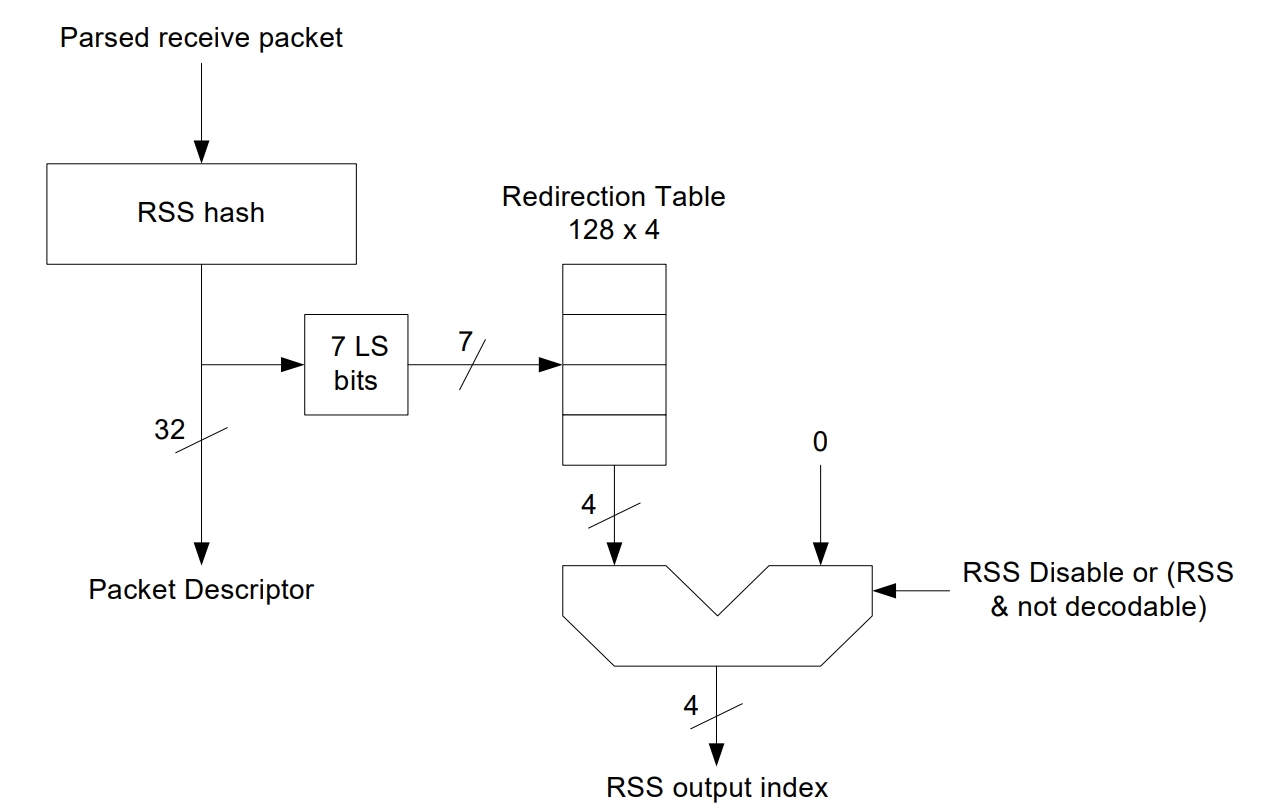 Parsed receive packet
RSS hash
Redirection Table
128 x 4
7 LS
bits
7
32
0
4
Packet Descriptor
RSS Disable or (RSS
& not decodable)
4
RSS output index